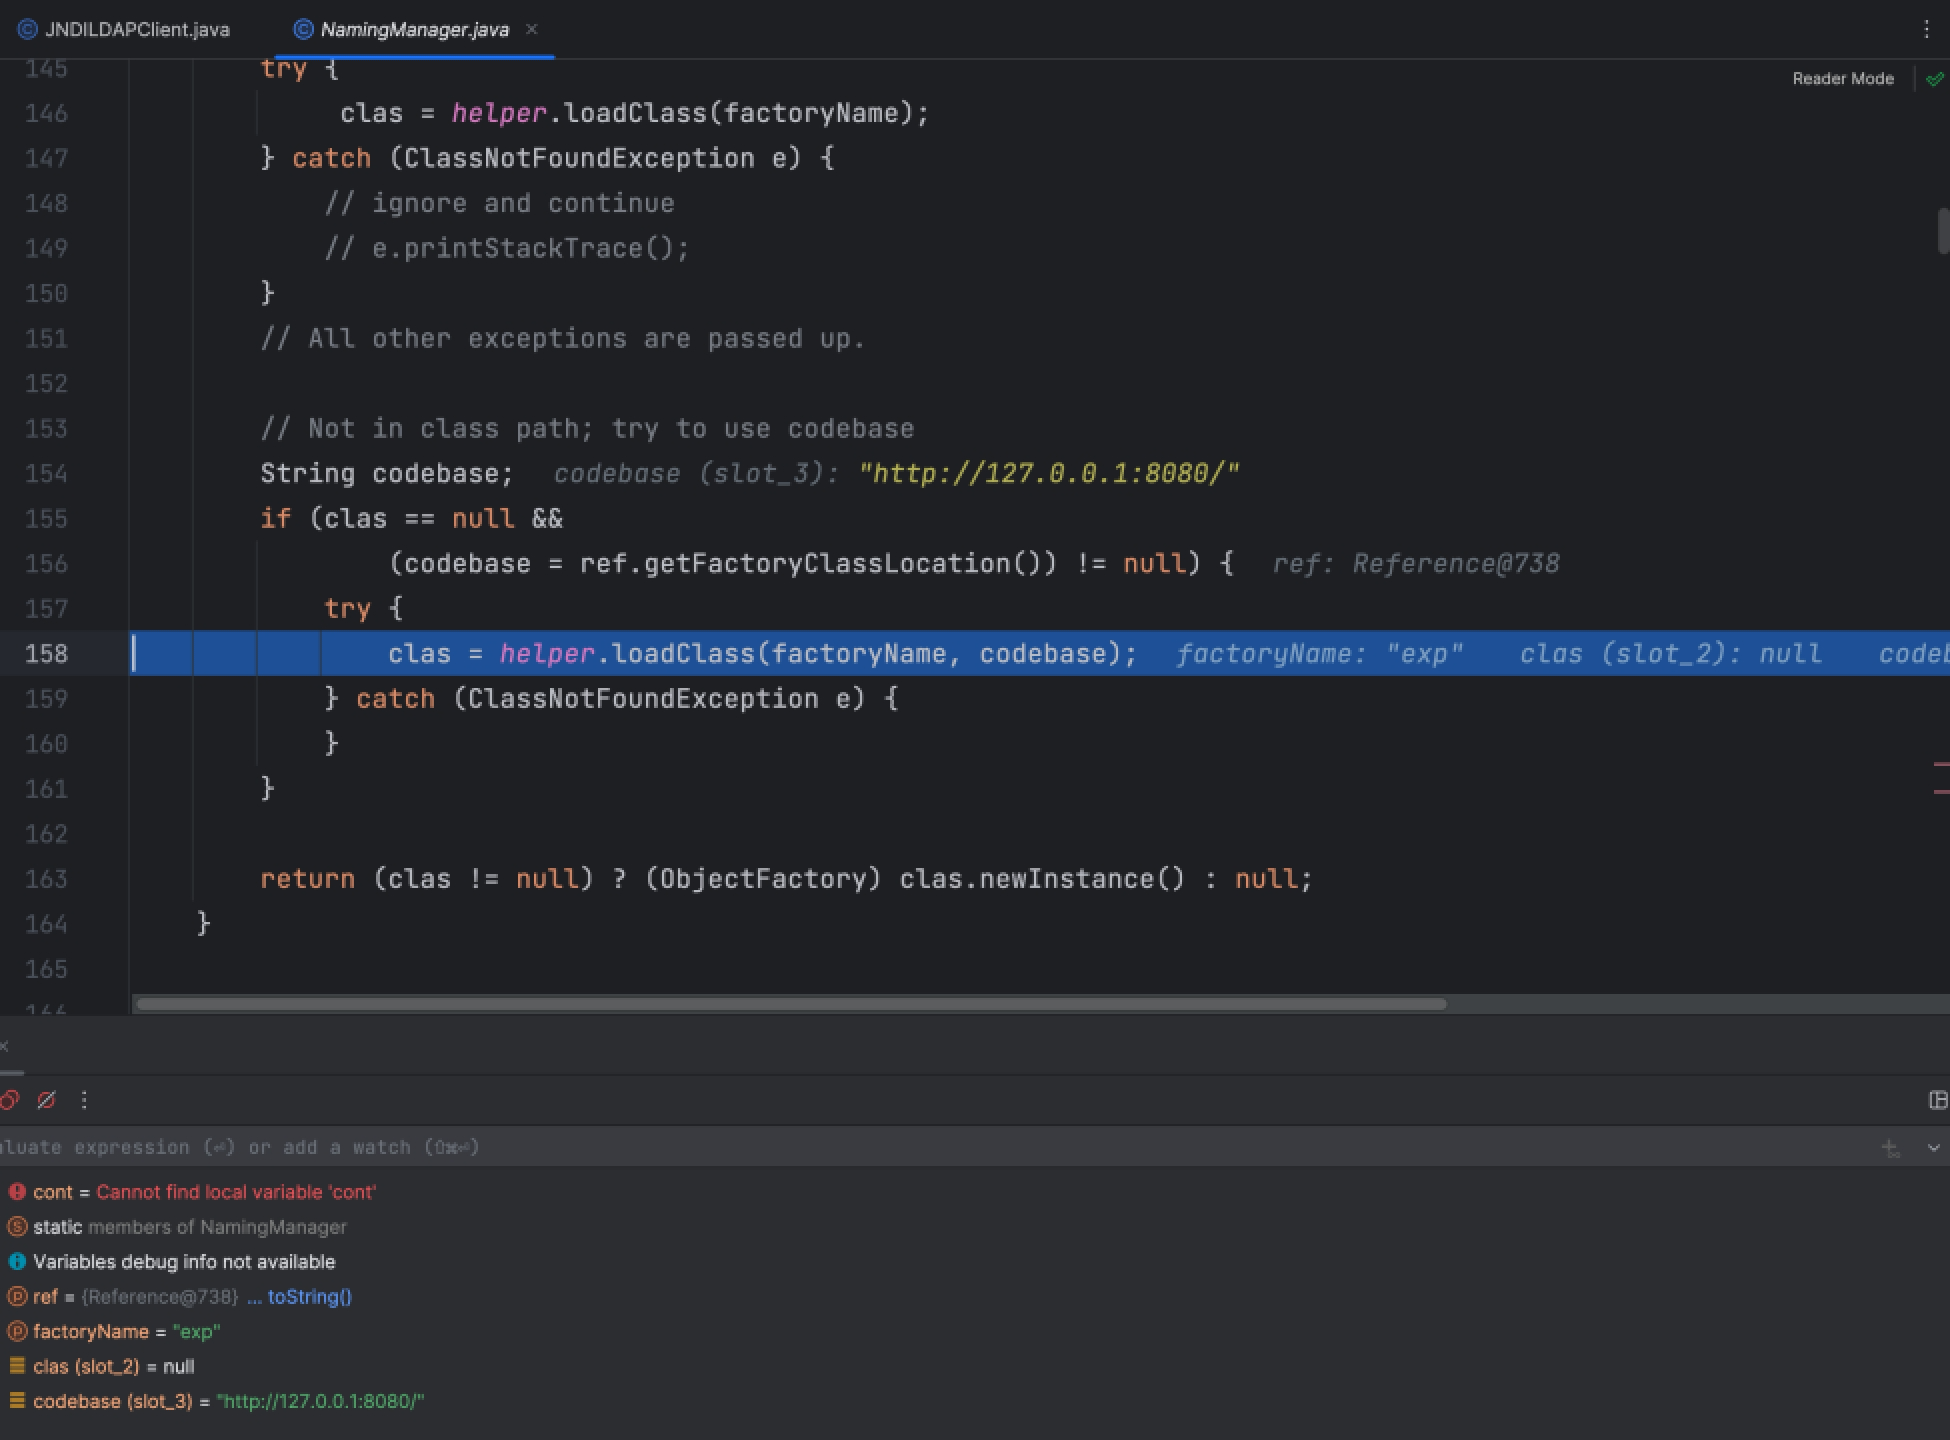 JNDILDAPClient.java
NamingManager.java
Reader Mode
145 try {
146 clas = helper.loadClass(factoryName);
147 } catch (ClassNotFoundException e) {
148 // ignore and continue
149 // e.printStackTrace();
150 }
151 // All other exceptions are passed up.
152
153 // Not in class path; try to use codebase
154 String codebase; codebase (slot_3): "http://127.0.0.1:8080/"
155 if (clas == null &&
156 (codebase = ref.getFactoryClassLocation()) != null) { ref: Reference@738
157 try {
158 clas = helper.loadClass(factoryName, codebase); factoryName: "exp" clas (slot_2): null codeb
159 } catch (ClassNotFoundException e) {
160 }
161 }
162
163 return (clas != null) ? (ObjectFactory) clas.newInstance() : null;
164 }
165
166
luate expression (⏎) or add a watch (⇧⌘⏎)
cont = Cannot find local variable 'cont'
static members of NamingManager
Variables debug info not available
ref = {Reference@738} ... toString()
factoryName = "exp"
clas (slot_2) = null
codebase (slot_3) = "http://127.0.0.1:8080/"